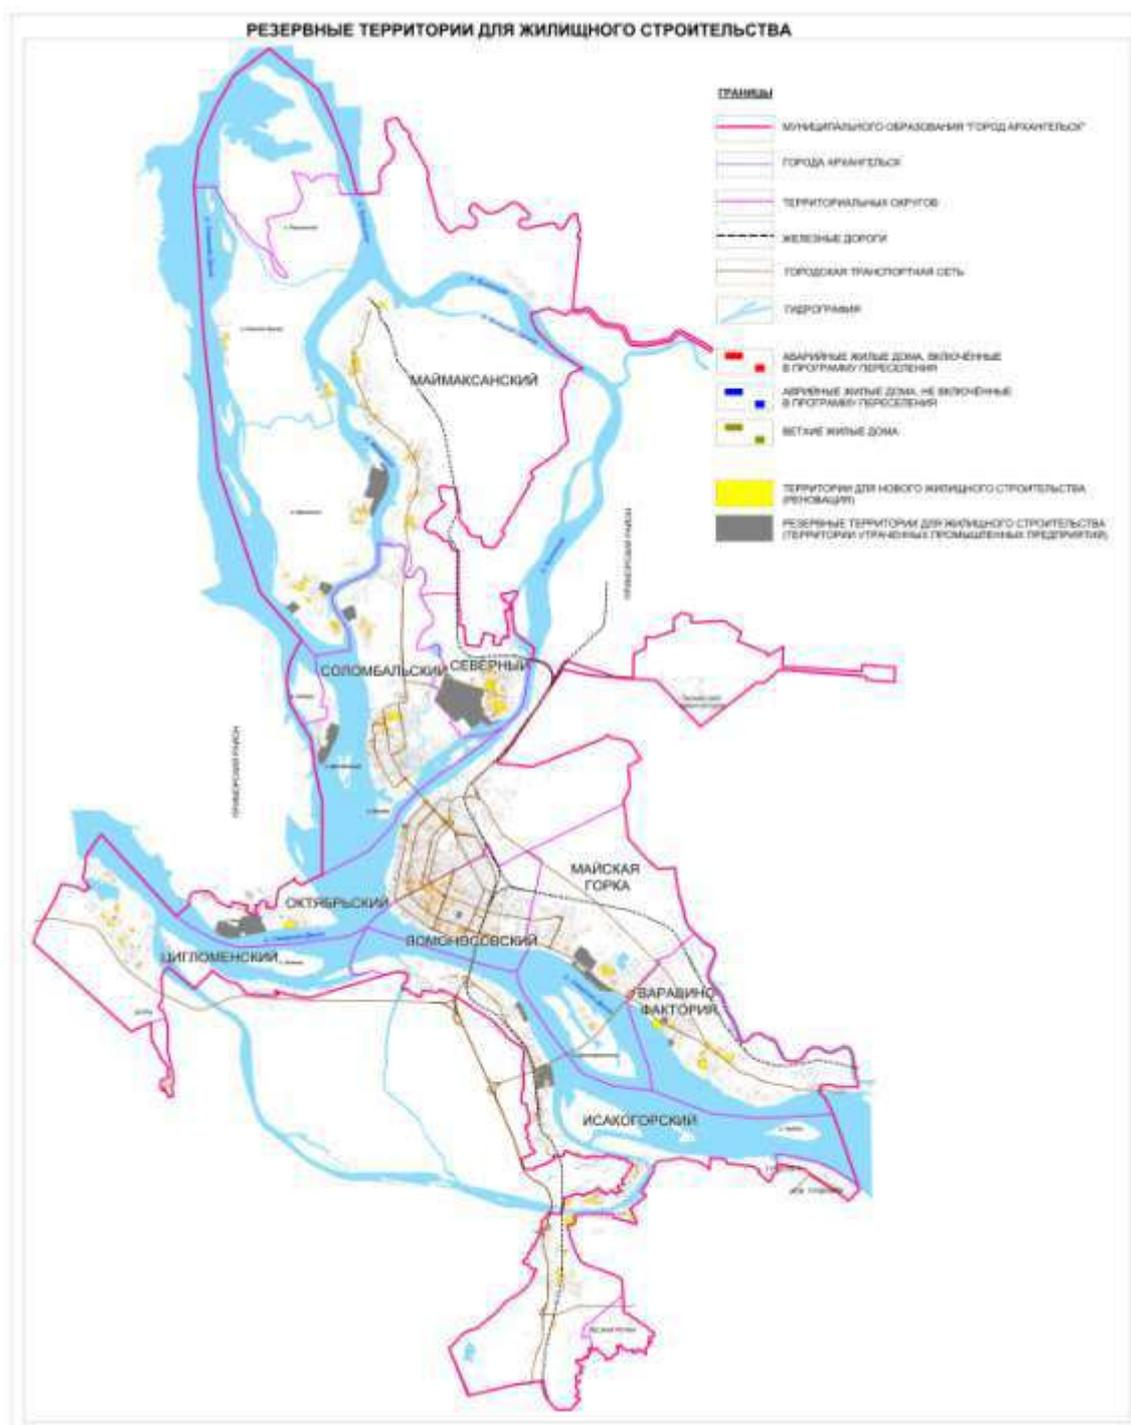 РЕЗЕРВНЫЕ ТЕРРИТОРИИ ДЛЯ ЖИЛИЩНОГО СТРОИТЕЛЬСТВА
ГРАНИЦЫ
МУНИЦИПАЛЬНОГО ОБРАЗОВАНИЯ "ГОРОД АРХАНГЕЛЬСК"
ГОРОДА АРХАНГЕЛЬСК
ТЕРРИТОРИАЛЬНЫХ ОКРУГОВ
ЖЕЛЕЗНЫЕ ДОРОГИ
ГОРОДСКАЯ ТРАНСПОРТНАЯ СЕТЬ
ГИДРОГРАФИЯ
АВАРИЙНЫЕ ЖИЛЫЕ ДОМА, ВКЛЮЧЁННЫЕ
В ПРОГРАММУ ПЕРЕСЕЛЕНИЯ
АВРИЙНЫЕ ЖИЛЫЕ ДОМА, НЕ ВКЛЮЧЁННЫЕ
В ПРОГРАММУ ПЕРЕСЕЛЕНИЯ
ВЕТХИЕ ЖИЛЫЕ ДОМА
ТЕРРИТОРИИ ДЛЯ НОВОГО ЖИЛИЩНОГО СТРОИТЕЛЬСТВА
(РЕНОВАЦИЯ)
РЕЗЕРВНЫЕ ТЕРРИТОРИИ ДЛЯ ЖИЛИЩНОГО СТРОИТЕЛЬСТВА
(ТЕРРИТОРИИ УТРАЧЕННЫХ ПРОМЫШЛЕННЫХ ПРЕДПРИЯТИЙ)
МАЙМАКСАНСКИЙ
ПРИМОРСКИЙ РАЙОН
СОЛОМБАЛЬСКИЙ
СЕВЕРНЫЙ
ПРИМОРСКИЙ РАЙОН
МАЙСКАЯ
ГОРКА
ОКТЯБРЬСКИЙ
ЛОМОНОСОВСКИЙ
ЦИГЛОМЕНСКИЙ
р. Северная Двина
ВАРАВИНО-
ФАКТОРИЯ
ИСАКОГОРСКИЙ